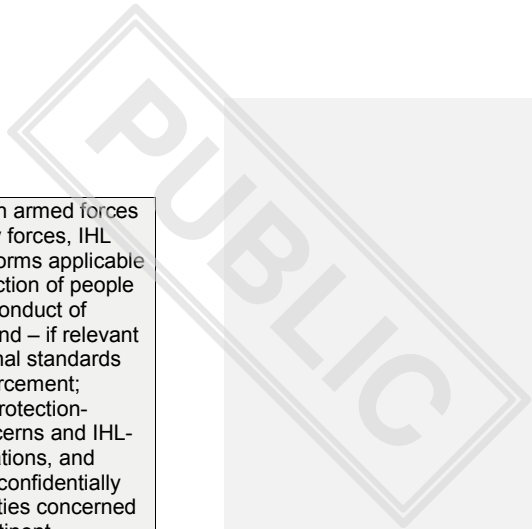 PUBLIC
n armed forces
forces, IHL
orms applicable
ction of people
onduct of
nd – if relevant
nal standards
rcement;
rotection-
cerns and IHL-
ations, and
confidentially
ties concerned